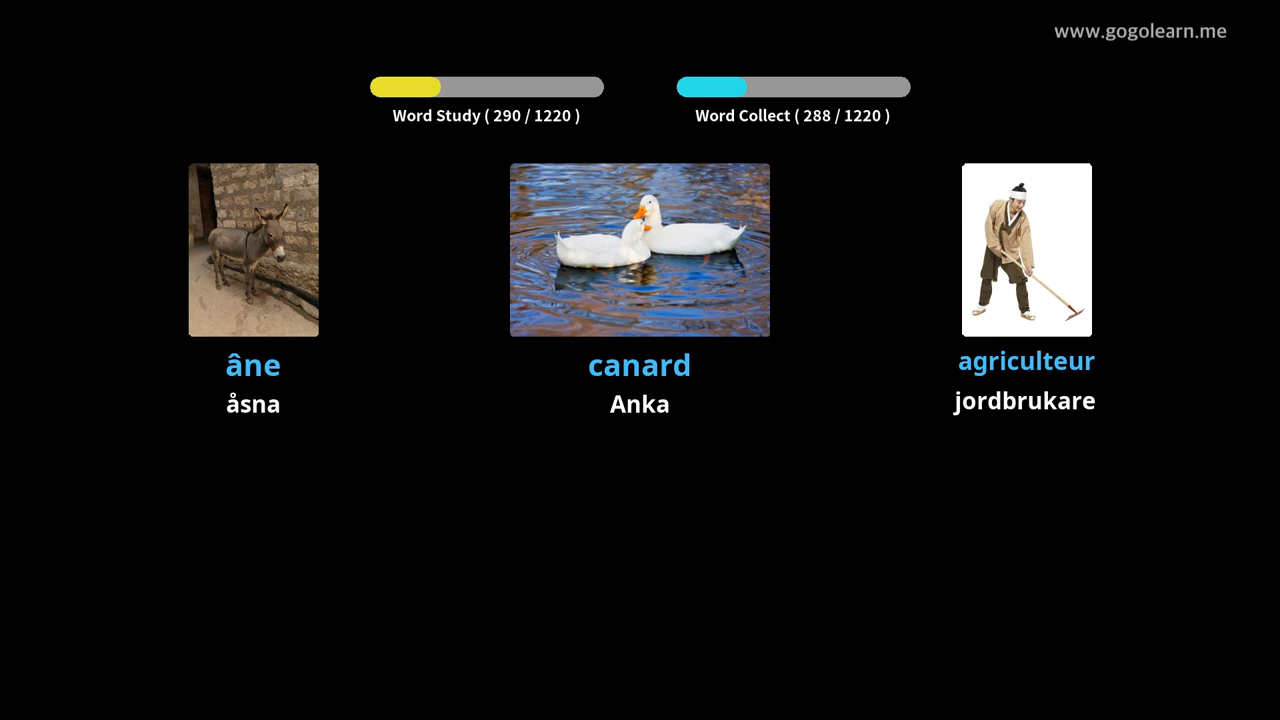 www.gogolearn.me
Word Study ( 290 / 1220 )
Word Collect ( 288 / 1220 )
âne
canard
agriculteur
åsna
Anka
jordbrukare